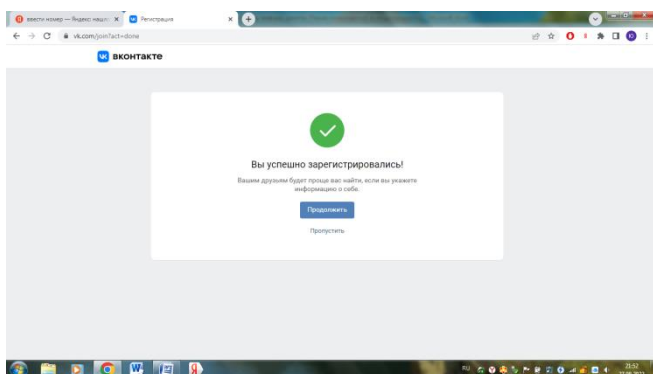 ввести номер — Яндекс: нашл
Регистрация
vk.com/join?act=done
вконтакте
Вы успешно зарегистрировались!
Вашим друзьям будет проще вас найти, если вы укажете
информацию о себе.
Продолжить
Пропустить
RU
21:52